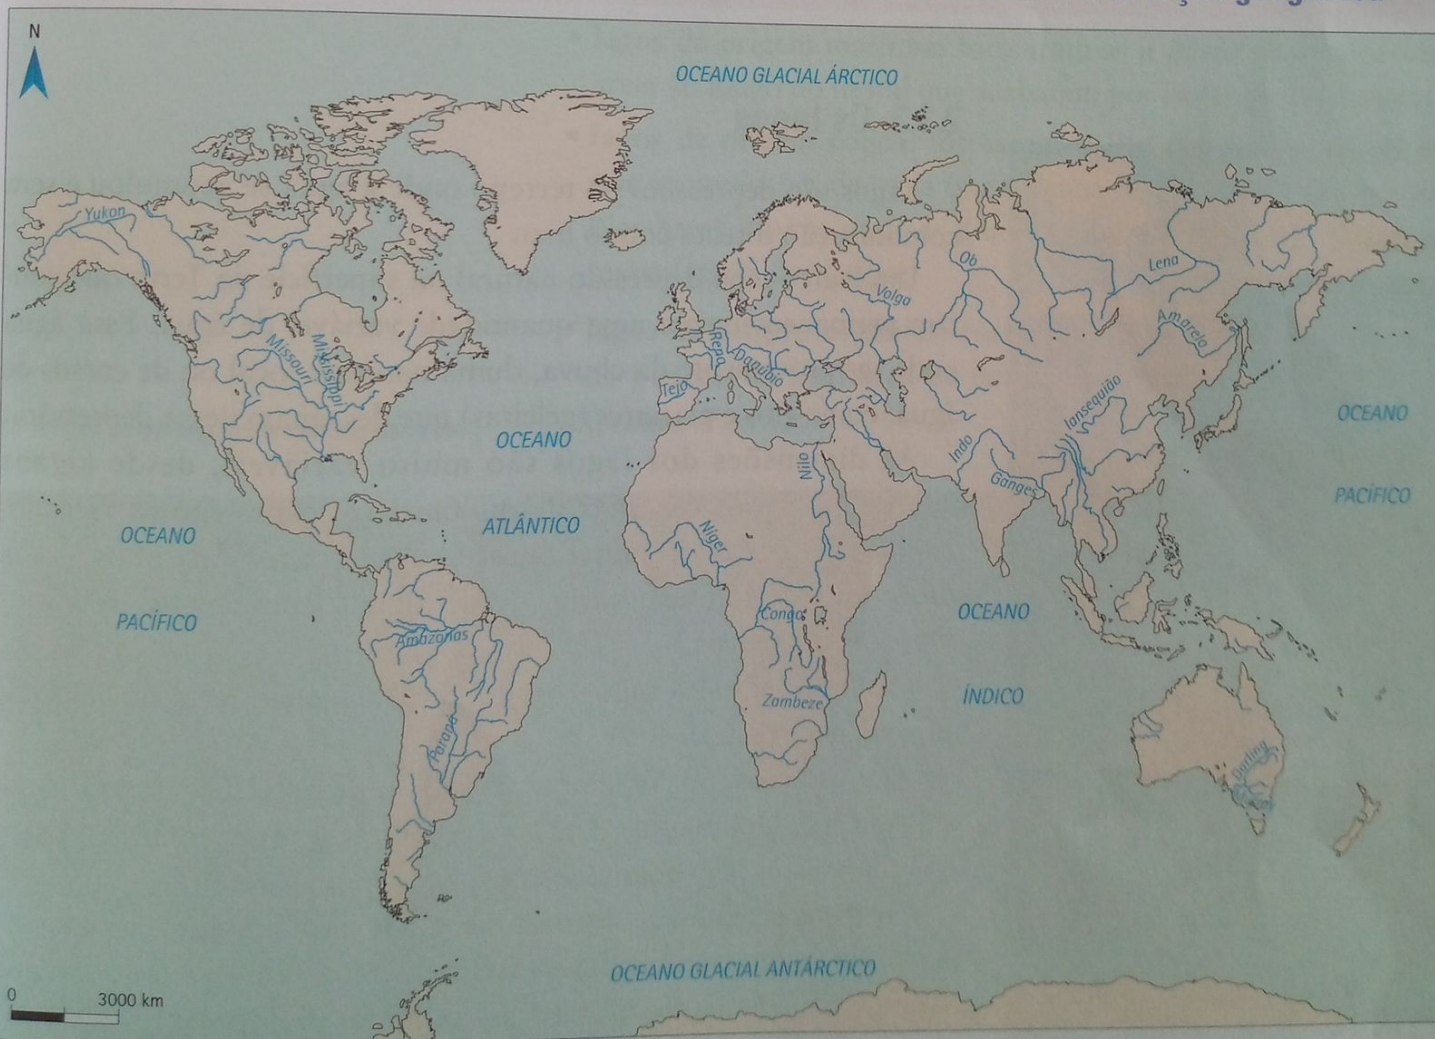 N
OCEANO GLACIAL ÁRCTICO
Yukon
Ob
Lena
Volga
Amarelo
Missouri
Mississípi
Reno
Danúbio
Tejo
Iansequião
OCEANO
OCEANO
Indo
Nilo
Ganges
PACÍFICO
ATLÂNTICO
OCEANO
Níger
OCEANO
Congo
PACÍFICO
Amazonas
ÍNDICO
Zambeze
Paraná
Darling
OCEANO GLACIAL ANTÁRCTICO
0
3000 km